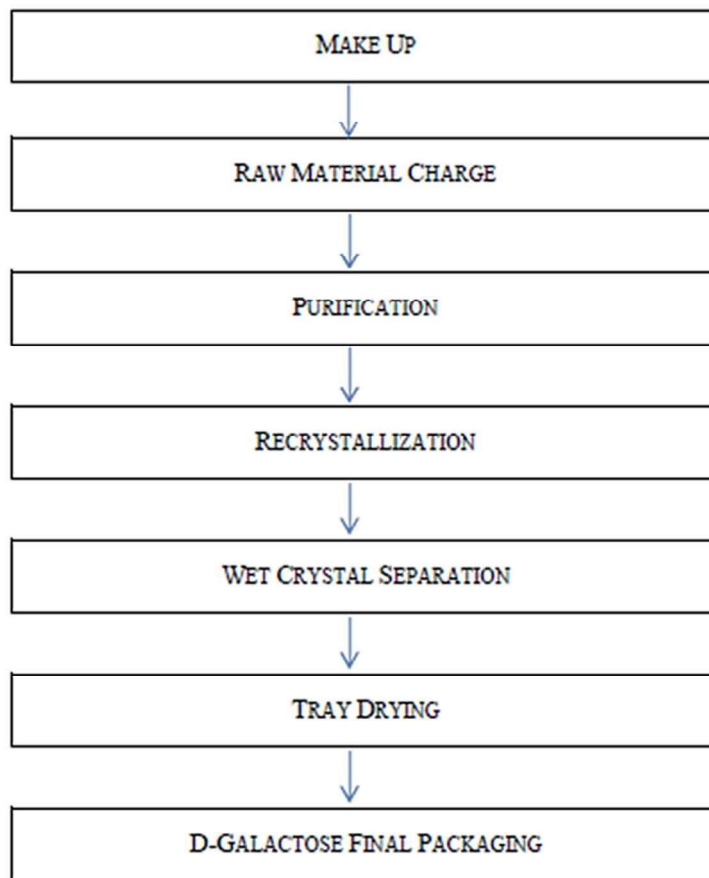 MAKE UP
RAW MATERIAL CHARGE
PURIFICATION
RECRYSTALLIZATION
WET CRYSTAL SEPARATION
TRAY DRYING
D-GALACTOSE FINAL PACKAGING